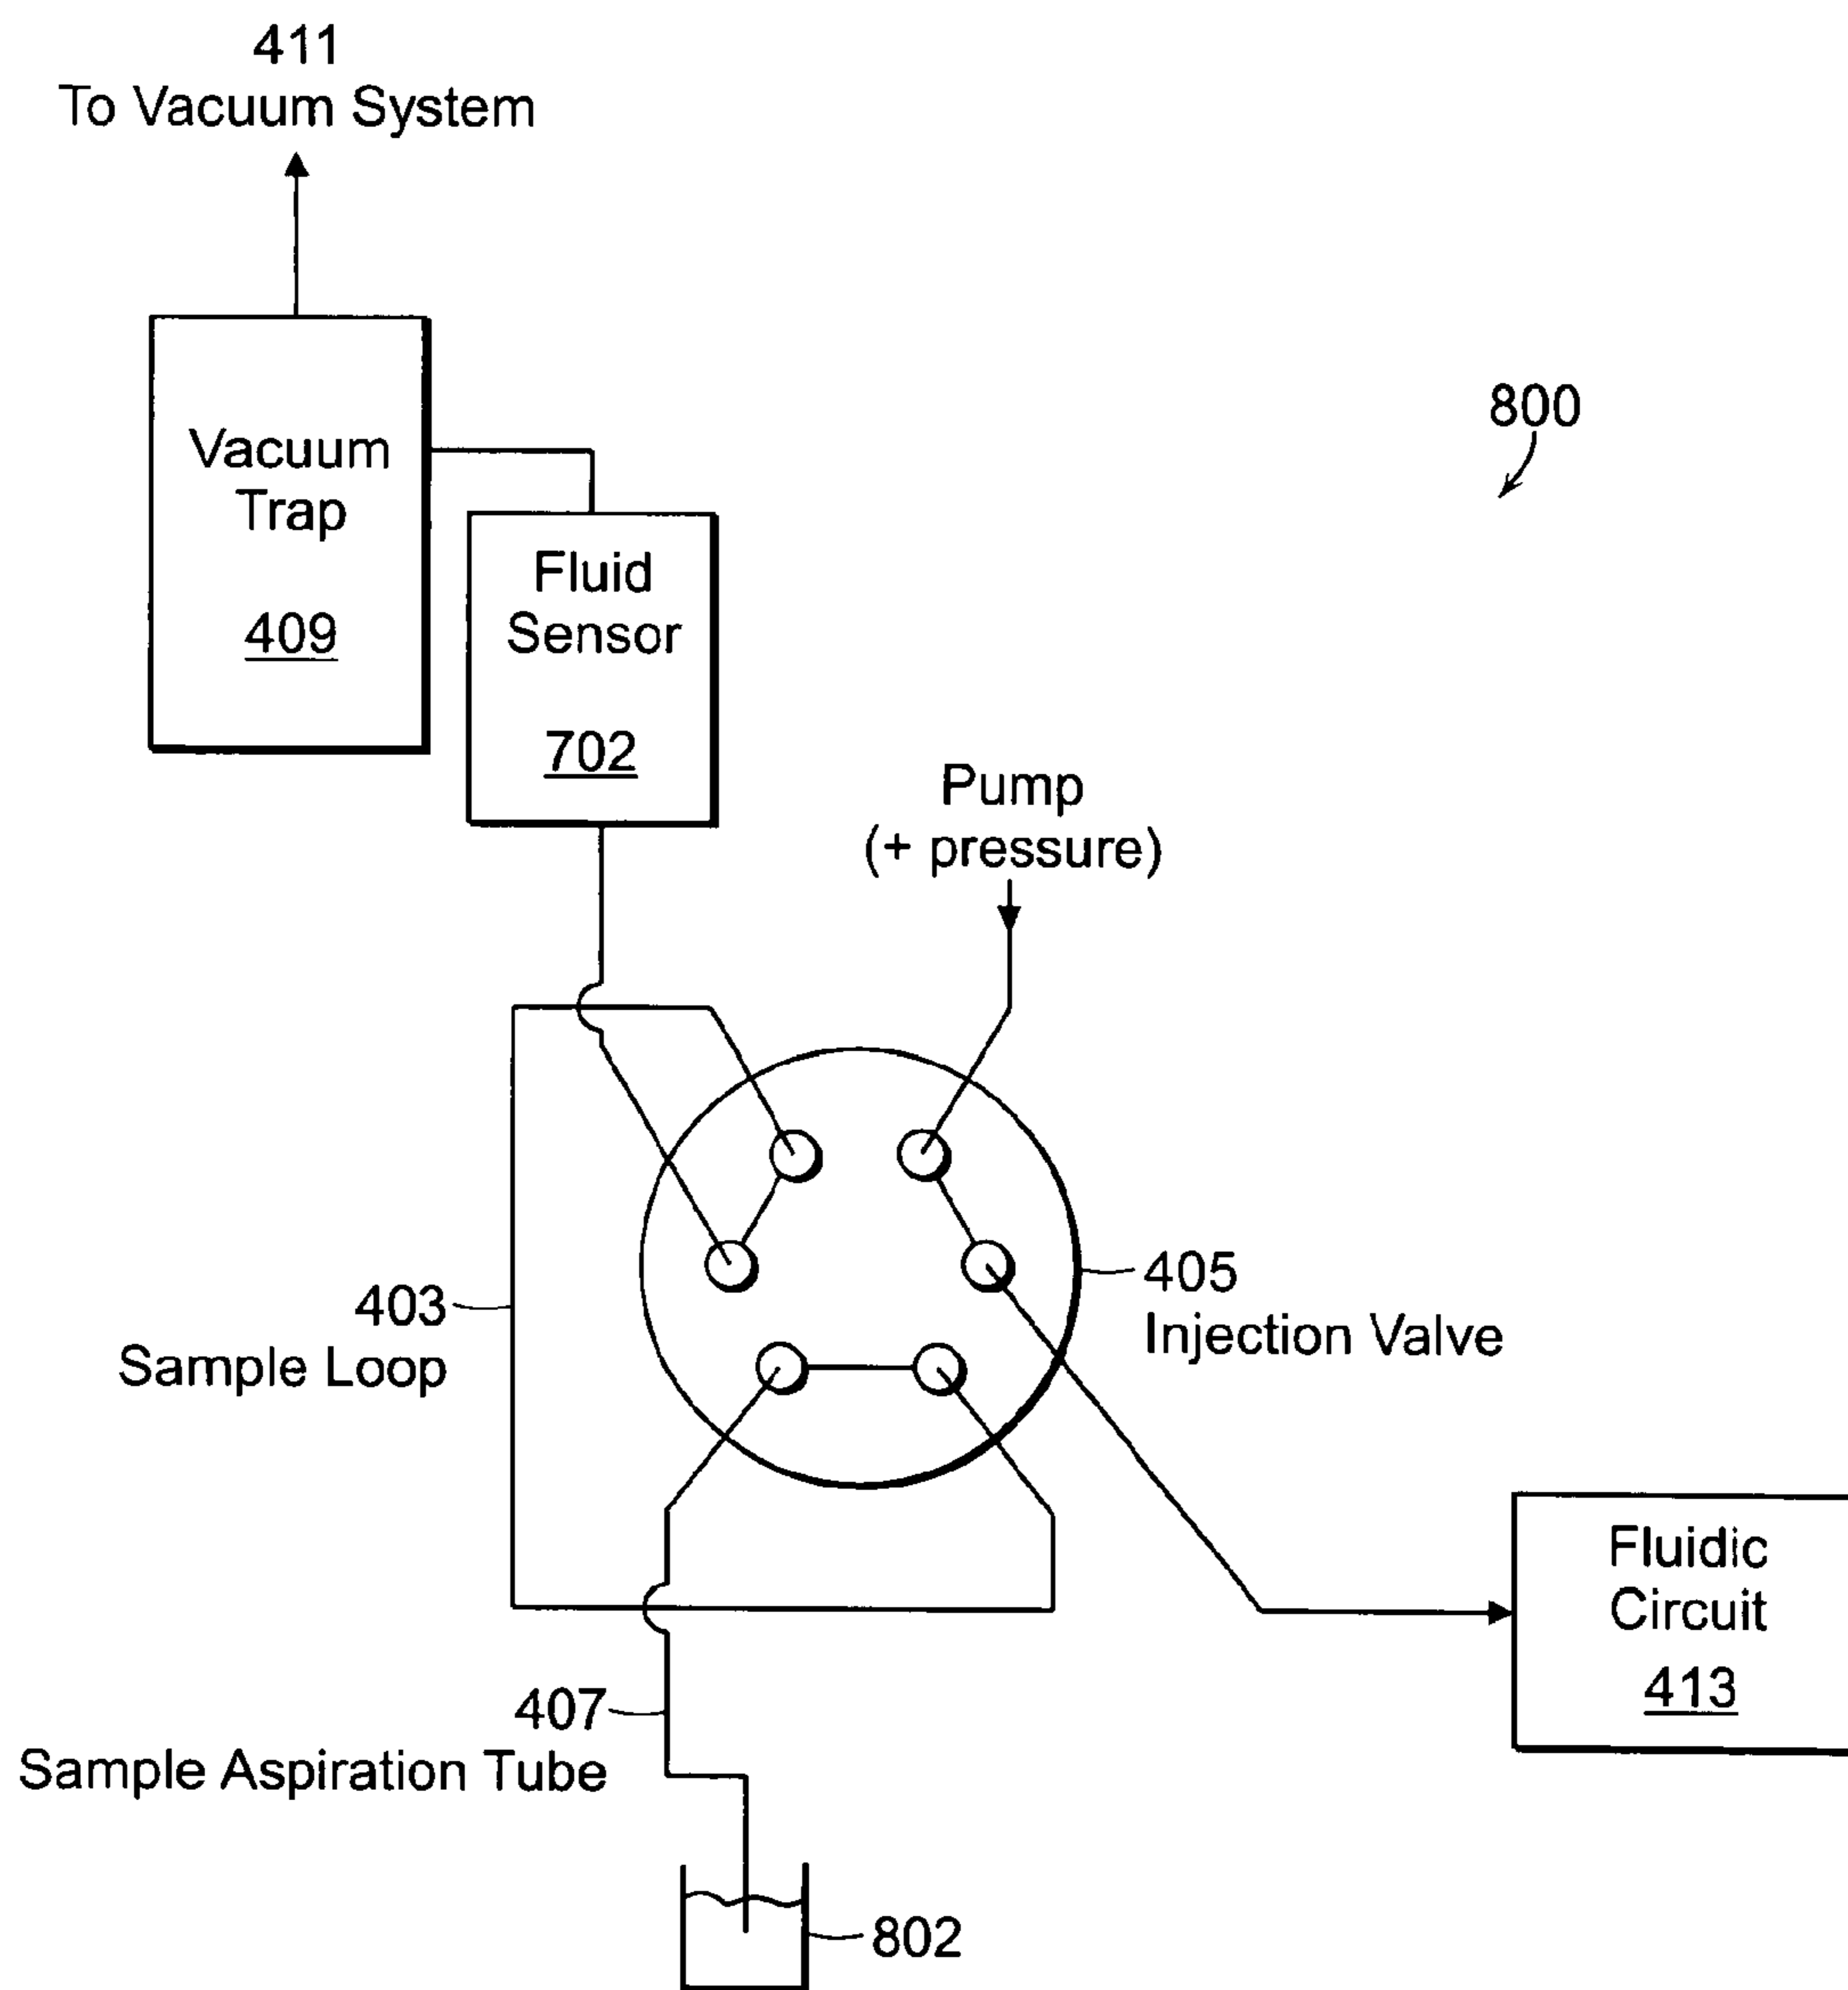 411
To Vacuum System
Vacuum
Trap
409
800
Fluid
Sensor
702
Pump
(+ pressure)
403
Sample Loop
405
Injection Valve
Fluidic
Circuit
413
407
Sample Aspiration Tube
802